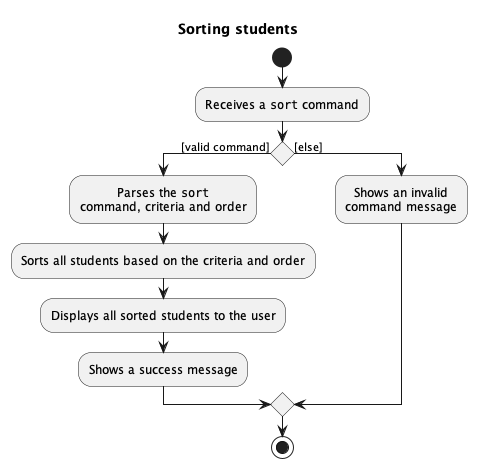 Sorting students
Receives a sort command
[valid command]
[else]
Parses the sort
command, criteria and order
Shows an invalid
command message
Sorts all students based on the criteria and order
Displays all sorted students to the user
Shows a success message